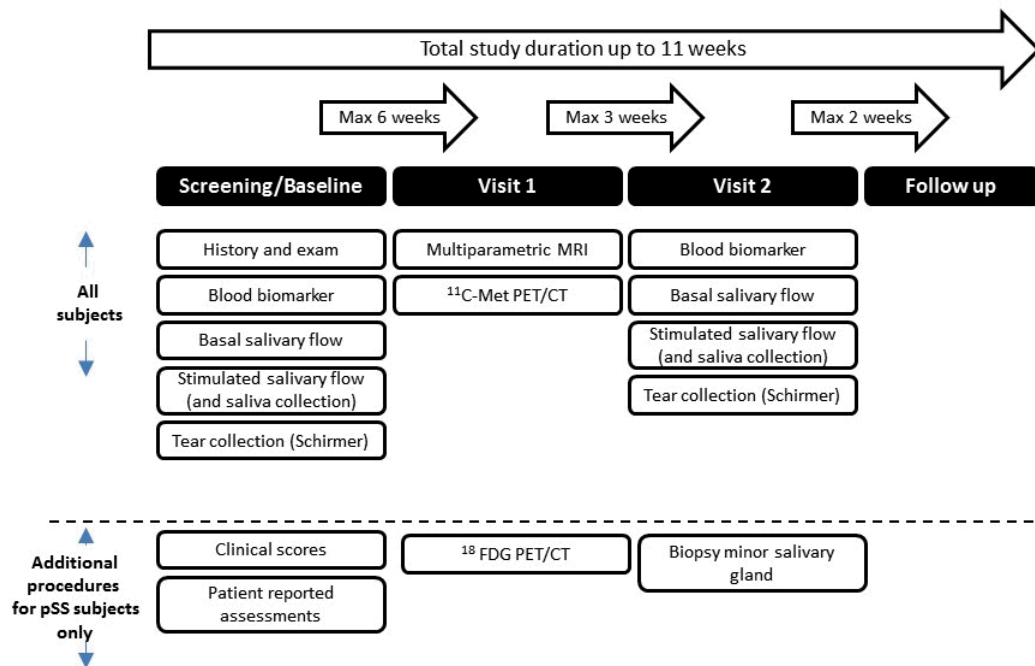 Total study duration up to 11 weeks
Max 6 weeks
Max 3 weeks
Max 2 weeks
Screening/Baseline
Visit 1
Visit 2
Follow up
All
subjects
History and exam
Blood biomarker
Basal salivary flow
Stimulated salivary flow
(and saliva collection)
Tear collection (Schirmer)
Multiparametric MRI
¹¹C-Met PET/CT
Blood biomarker
Basal salivary flow
Stimulated salivary flow
(and saliva collection)
Tear collection (Schirmer)
Additional
procedures
for pSS subjects
only
Clinical scores
Patient reported
assessments
¹⁸ FDG PET/CT
Biopsy minor salivary
gland